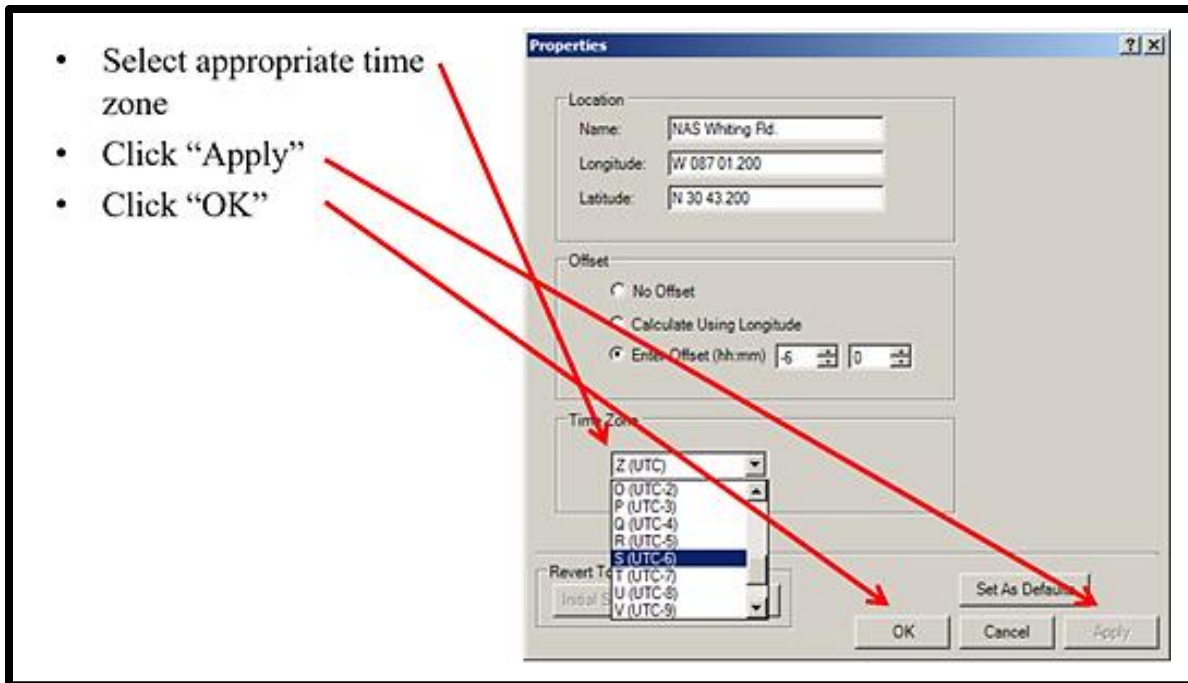 • Select appropriate time
zone
• Click “Apply”
• Click “OK”
Properties
Location
Name: NAS Whiting Fld.
Longitude: W 087 01.200
Latitude: N 30 43.200
Offset
No Offset
Calculate Using Longitude
Enter Offset (hh:mm) -6 0
Time Zone
Z (UTC)
O (UTC-2)
P (UTC-3)
Q (UTC-4)
R (UTC-5)
S (UTC-6)
T (UTC-7)
U (UTC-8)
V (UTC-9)
Revert To
Initial S
Set As Defaults
OK Cancel Apply